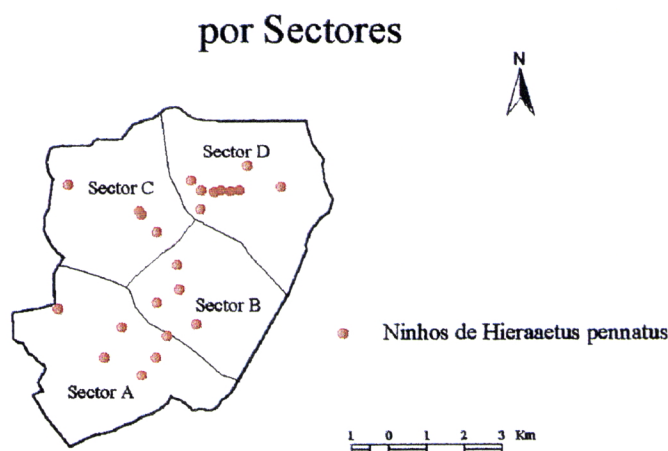 por Sectores
N
Sector D
Sector C
Sector B
Ninhos de Hieraaetus pennatus
Sector A
1 0 1 2 3 Km